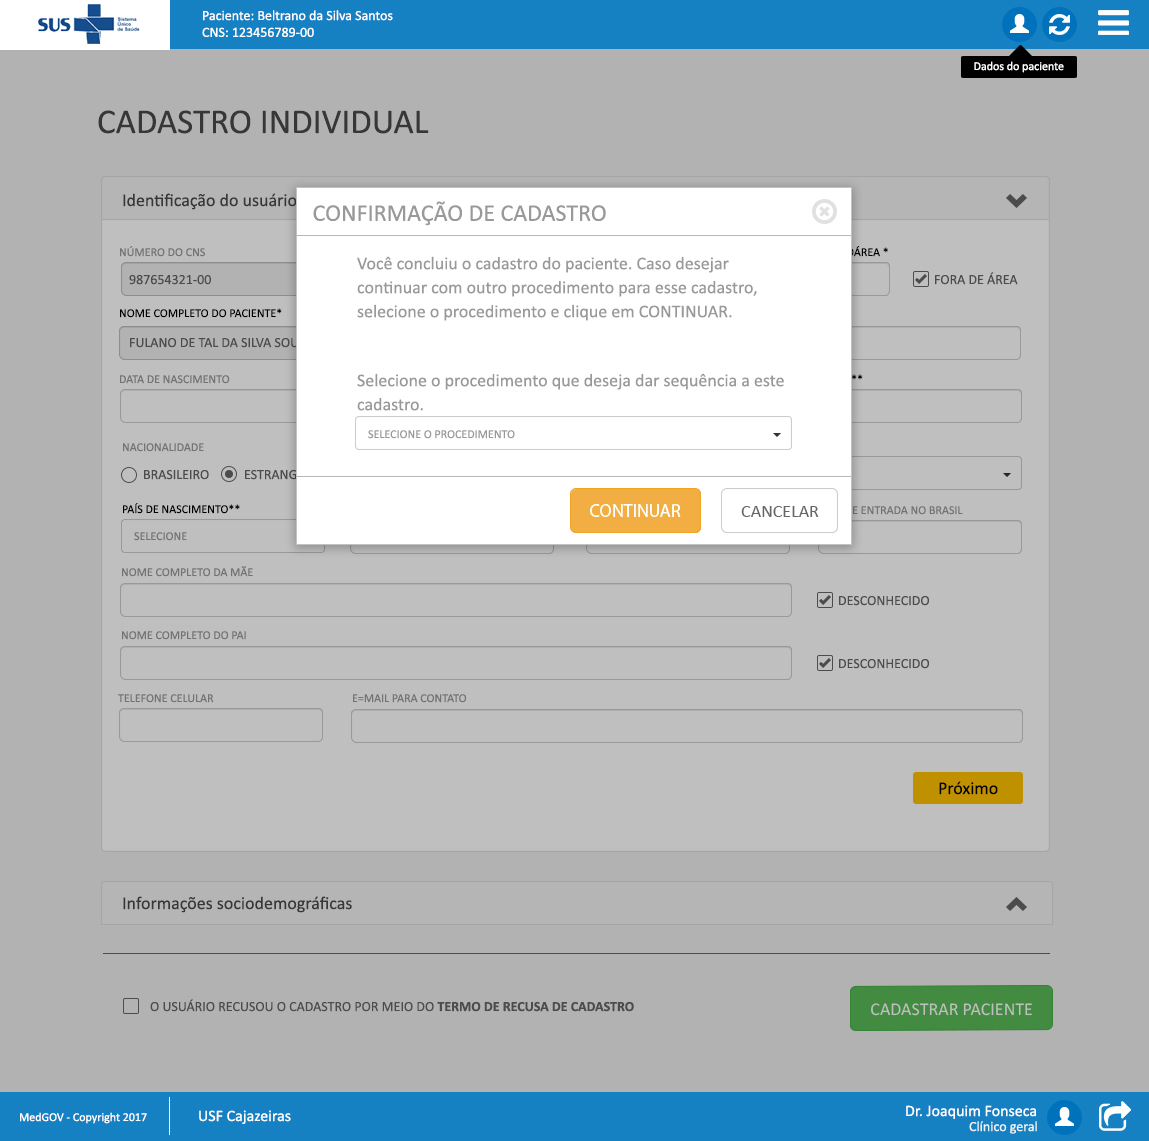 SUS Sistema
Único
de Saúde
Paciente: Beltrano da Silva Santos
CNS: 123456789-00
Dados do paciente
CADASTRO INDIVIDUAL
Identificação do usuário
CONFIRMAÇÃO DE CADASTRO
NÚMERO DO CNS
OÁREA *
987654321-00
FORA DE ÁREA
Você concluiu o cadastro do paciente. Caso desejar
continuar com outro procedimento para esse cadastro,
selecione o procedimento e clique em CONTINUAR.
NOME COMPLETO DO PACIENTE*
FULANO DE TAL DA SILVA SOU
DATA DE NASCIMENTO
**
Selecione o procedimento que deseja dar sequência a este
cadastro.
SELECIONE O PROCEDIMENTO
NACIONALIDADE
BRASILEIRO
ESTRANG
CONTINUAR
CANCELAR
PAÍS DE NASCIMENTO**
E ENTRADA NO BRASIL
SELECIONE
NOME COMPLETO DA MÃE
DESCONHECIDO
NOME COMPLETO DO PAI
DESCONHECIDO
TELEFONE CELULAR
E=MAIL PARA CONTATO
Próximo
Informações sociodemográficas
O USUÁRIO RECUSOU O CADASTRO POR MEIO DO TERMO DE RECUSA DE CADASTRO
CADASTRAR PACIENTE
MedGOV - Copyright 2017
USF Cajazeiras
Dr. Joaquim Fonseca
Clínico geral